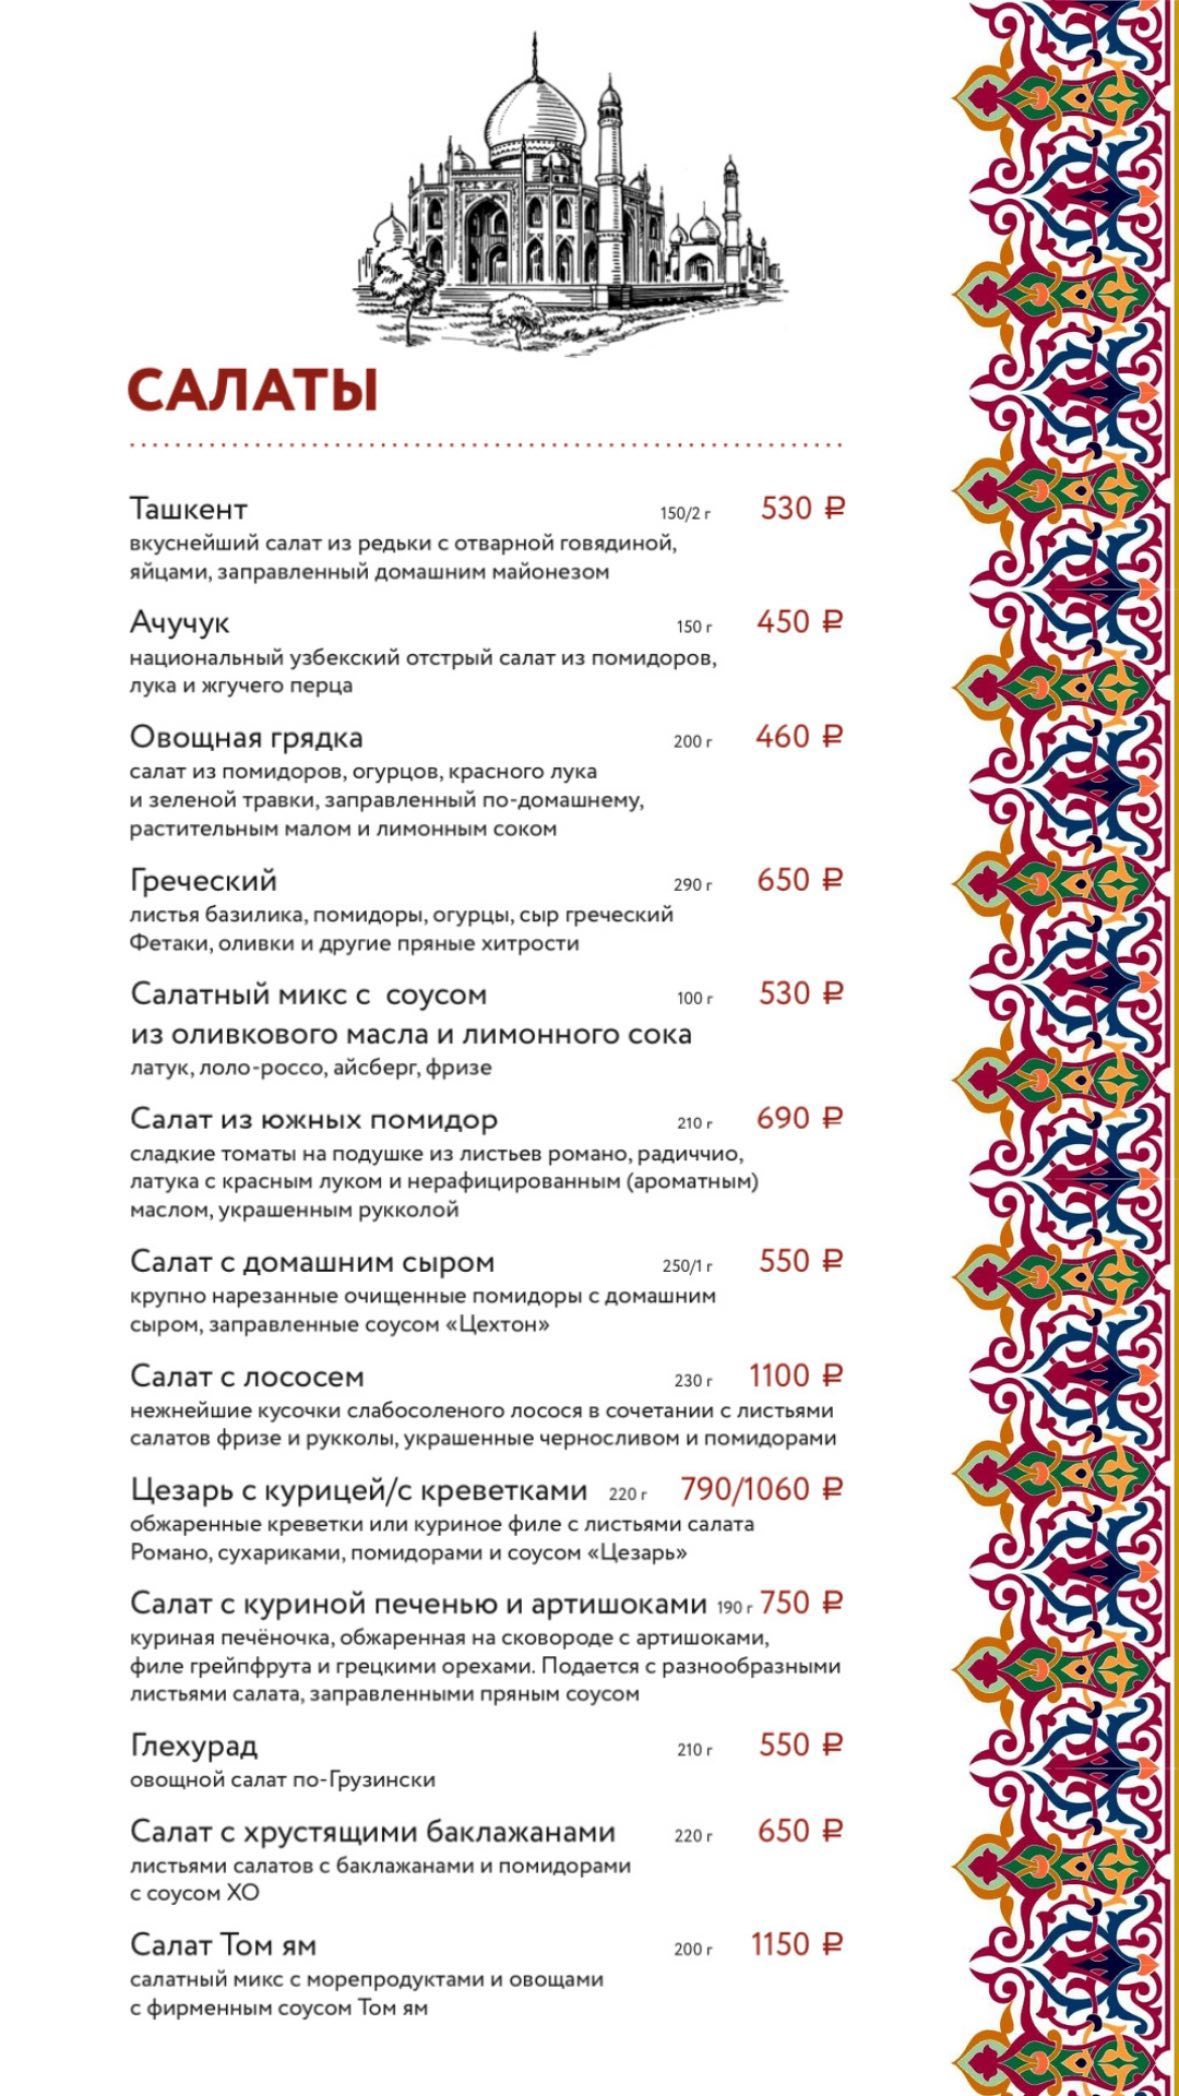 САЛАТЫ
Ташкент 150/2 г 530 ₽
вкуснейший салат из редьки с отварной говядиной,
яйцами, заправленный домашним майонезом
Ачучук 150 г 450 ₽
национальный узбекский отстрый салат из помидоров,
лука и жгучего перца
Овощная грядка 200 г 460 ₽
салат из помидоров, огурцов, красного лука
и зеленой травки, заправленный по-домашнему,
растительным малом и лимонным соком
Греческий 290 г 650 ₽
листья базилика, помидоры, огурцы, сыр греческий
Фетаки, оливки и другие пряные хитрости
Салатный микс с соусом 100 г 530 ₽
из оливкового масла и лимонного сока
латук, лоло-россо, айсберг, фризе
Салат из южных помидор 210 г 690 ₽
сладкие томаты на подушке из листьев романо, радиччио,
латука с красным луком и нерафицированным (ароматным)
маслом, украшенным рукколой
Салат с домашним сыром 250/1 г 550 ₽
крупно нарезанные очищенные помидоры с домашним
сыром, заправленные соусом «Цехтон»
Салат с лососем 230 г 1100 ₽
нежнейшие кусочки слабосоленого лосося в сочетании с листьями
салатов фризе и рукколы, украшенные черносливом и помидорами
Цезарь с курицей/с креветками 220 г 790/1060 ₽
обжаренные креветки или куриное филе с листьями салата
Романо, сухариками, помидорами и соусом «Цезарь»
Салат с куриной печенью и артишоками 190 г 750 ₽
куриная печёночка, обжаренная на сковороде с артишоками,
филе грейпфрута и грецкими орехами. Подается с разнообразными
листьями салата, заправленными пряным соусом
Глехурад 210 г 550 ₽
овощной салат по-Грузински
Салат с хрустящими баклажанами 220 г 650 ₽
листьями салатов с баклажанами и помидорами
с соусом ХО
Салат Том ям 200 г 1150 ₽
салатный микс с морепродуктами и овощами
с фирменным соусом Том ям